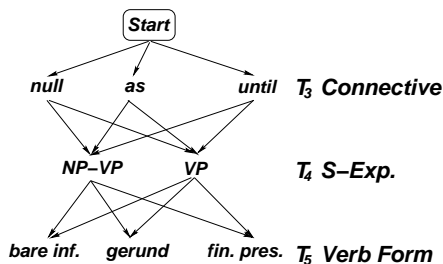 Start
null as until T3 Connective
NP–VP VP T4 S–Exp.
bare inf. gerund fin. pres. T5 Verb Form